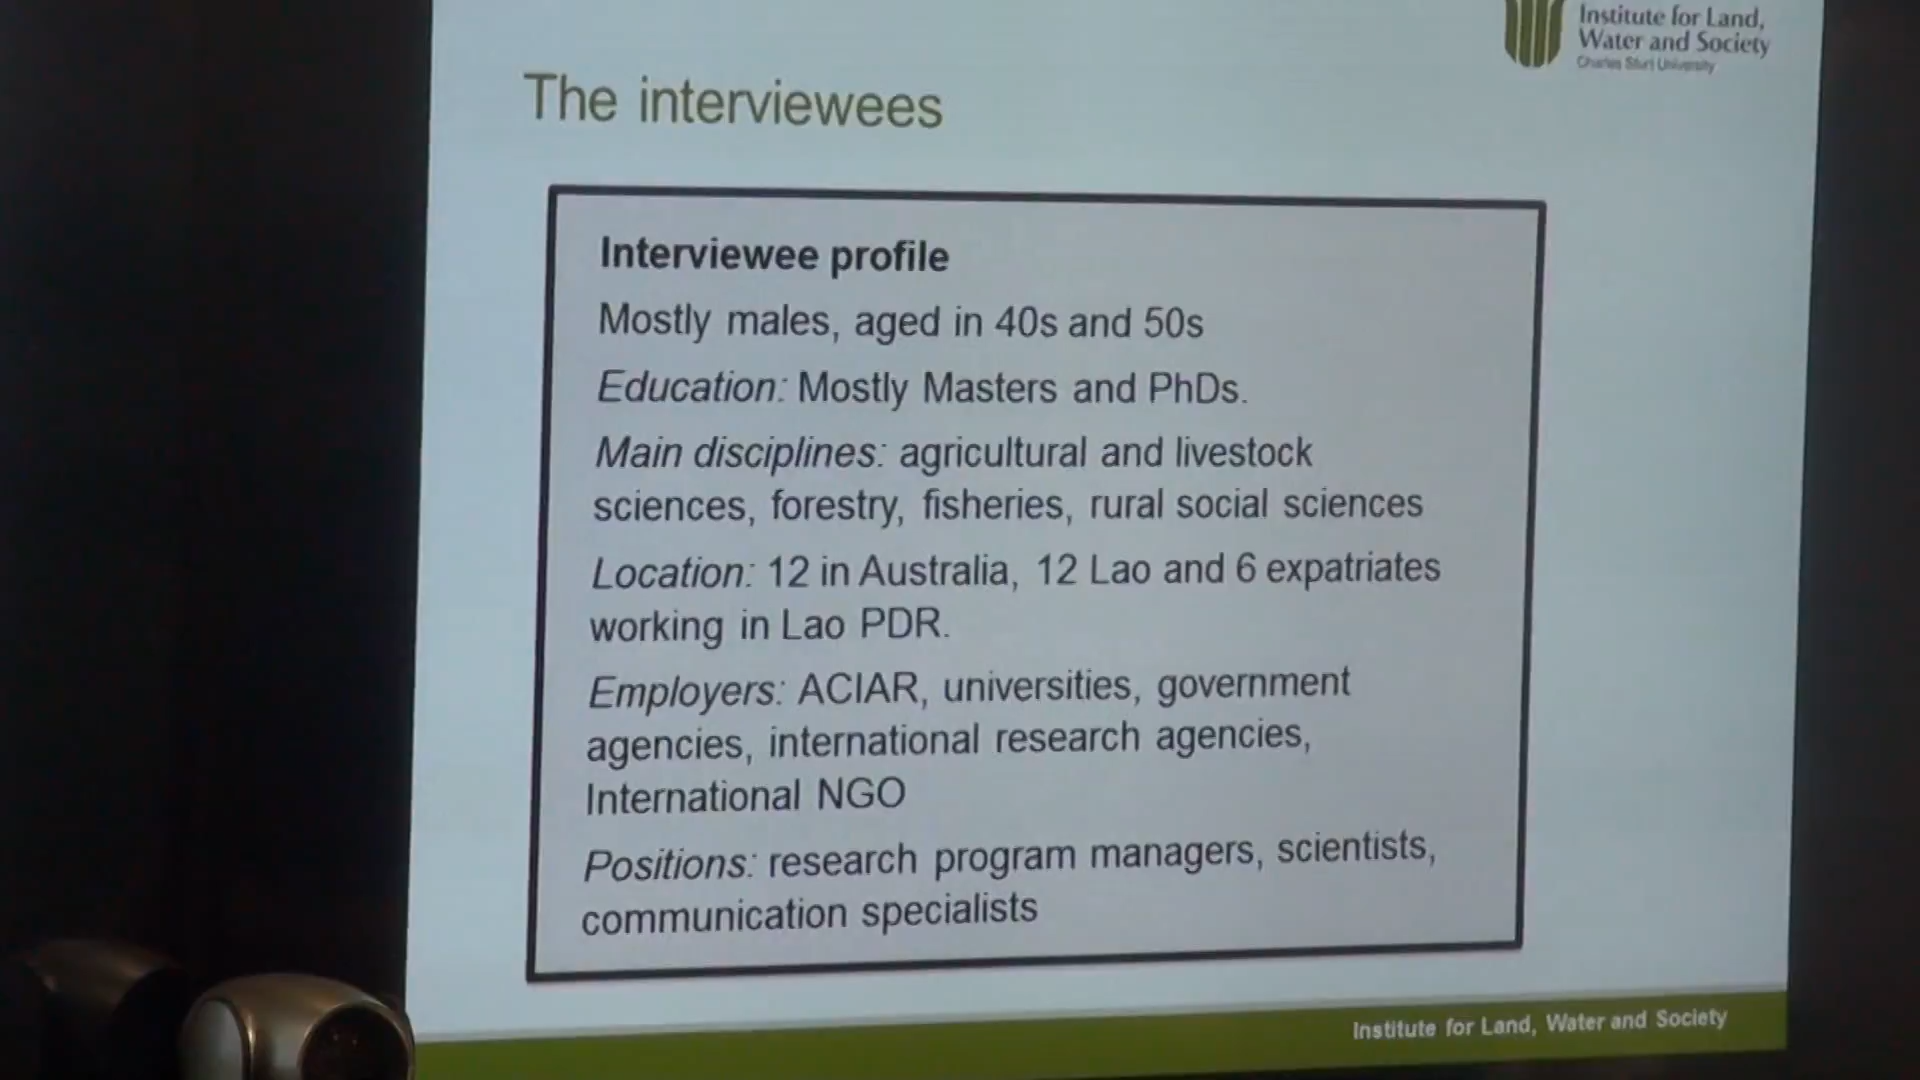 Institute for Land,
Water and Society
Charles Sturt University
The interviewees
Interviewee profile
Mostly males, aged in 40s and 50s
Education: Mostly Masters and PhDs.
Main disciplines: agricultural and livestock
sciences, forestry, fisheries, rural social sciences
Location: 12 in Australia, 12 Lao and 6 expatriates
working in Lao PDR.
Employers: ACIAR, universities, government
agencies, international research agencies,
International NGO
Positions: research program managers, scientists,
communication specialists
Institute for Land, Water and Society